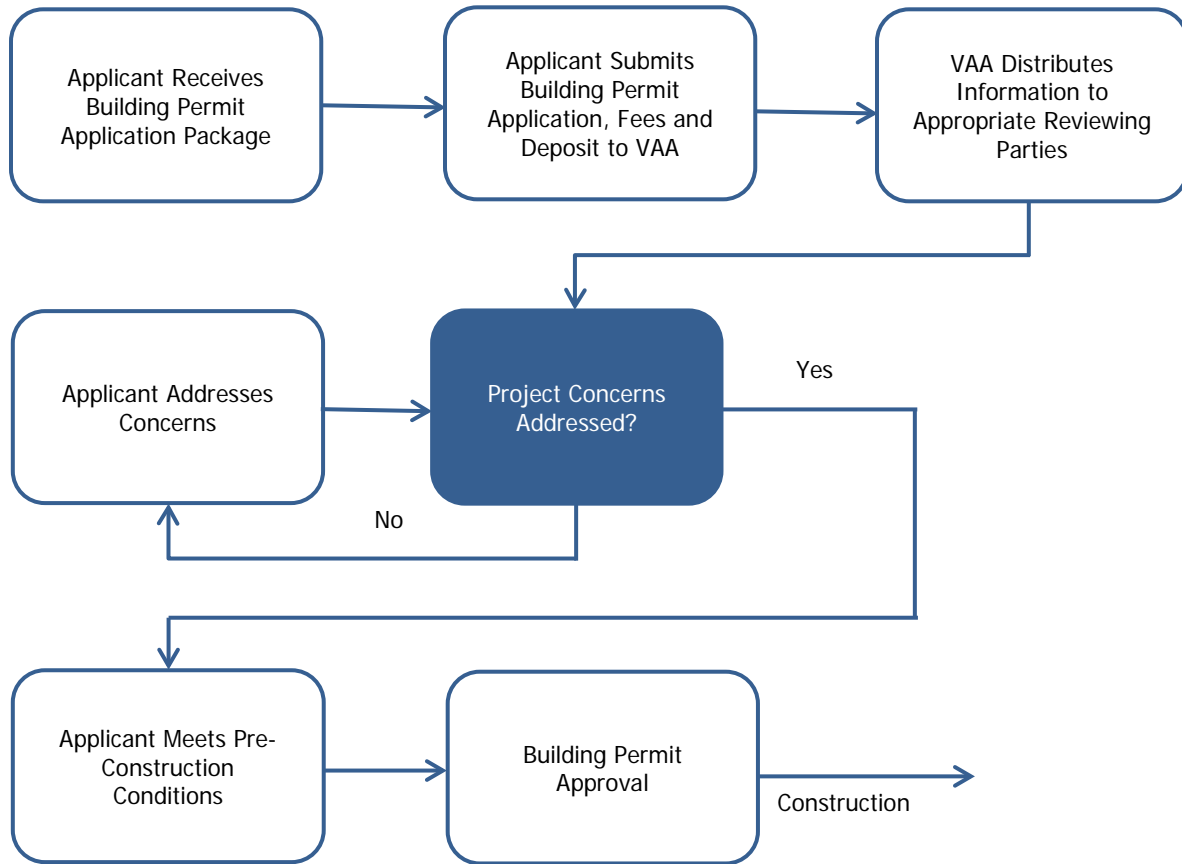 Applicant Receives
Building Permit
Application Package
Applicant Submits
Building Permit
Application, Fees and
Deposit to VAA
VAA Distributes
Information to
Appropriate Reviewing
Parties
Applicant Addresses
Concerns
Project Concerns
Addressed?
Yes
No
Applicant Meets Pre-
Construction
Conditions
Building Permit
Approval
Construction